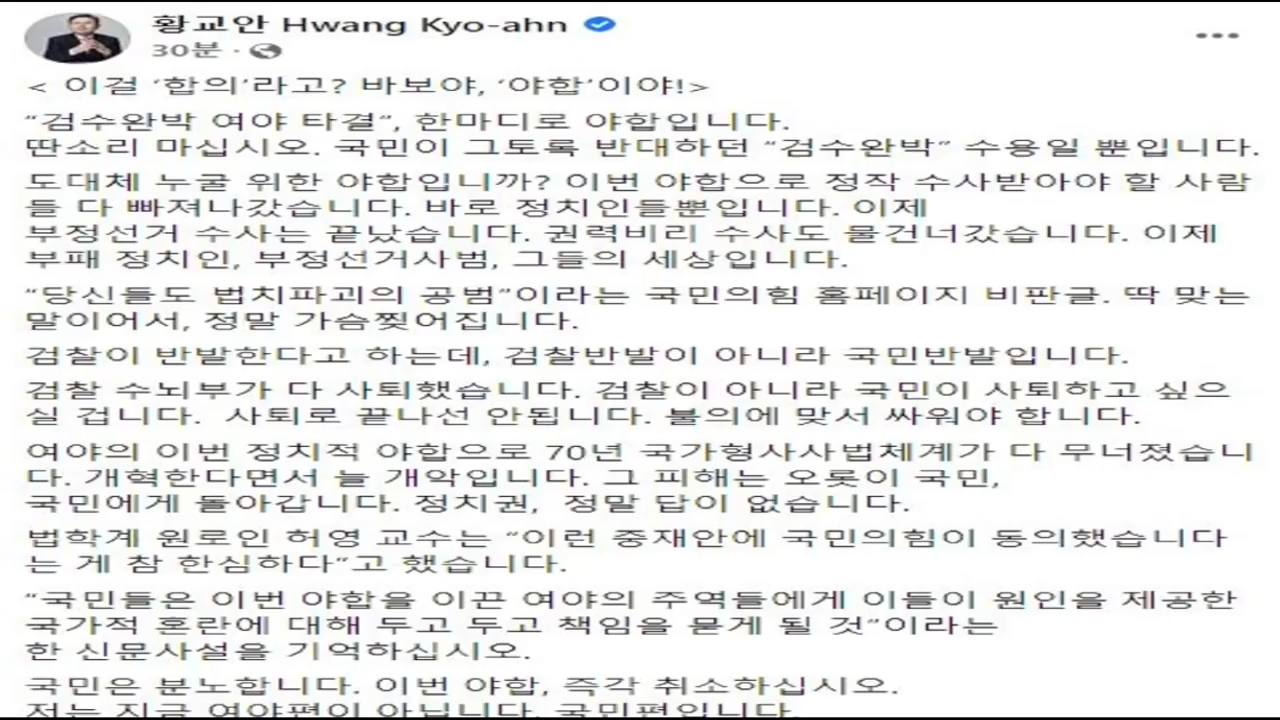 황교안 Hwang Kyo-ahn
30분 ·
< 이걸 ‘합의’라고? 바보야, ‘야합’이야!>
“검수완박 여야 타결”, 한마디로 야합입니다.
딴소리 마십시오. 국민이 그토록 반대하던 “검수완박” 수용일 뿐입니다.
도대체 누굴 위한 야합입니까? 이번 야합으로 정작 수사받아야 할 사람
들 다 빠져나갔습니다. 바로 정치인들뿐입니다. 이제
부정선거 수사는 끝났습니다. 권력비리 수사도 물건너갔습니다. 이제
부패 정치인, 부정선거사범, 그들의 세상입니다.
“당신들도 법치파괴의 공범”이라는 국민의힘 홈페이지 비판글. 딱 맞는
말이어서, 정말 가슴찢어집니다.
검찰이 반발한다고 하는데, 검찰반발이 아니라 국민반발입니다.
검찰 수뇌부가 다 사퇴했습니다. 검찰이 아니라 국민이 사퇴하고 싶으
실 겁니다. 사퇴로 끝나선 안됩니다. 불의에 맞서 싸워야 합니다.
여야의 이번 정치적 야합으로 70년 국가형사사법체계가 다 무너졌습니
다. 개혁한다면서 늘 개악입니다. 그 피해는 오롯이 국민,
국민에게 돌아갑니다. 정치권, 정말 답이 없습니다.
법학계 원로인 허영 교수는 “이런 중재안에 국민의힘이 동의했습니다
는 게 참 한심하다”고 했습니다.
“국민들은 이번 야합을 이끈 여야의 주역들에게 이들이 원인을 제공한
국가적 혼란에 대해 두고 두고 책임을 묻게 될 것”이라는
한 신문사설을 기억하십시오.
국민은 분노합니다. 이번 야합, 즉각 취소하십시오.
저는 지금 여야편이 아닙니다. 국민편입니다.